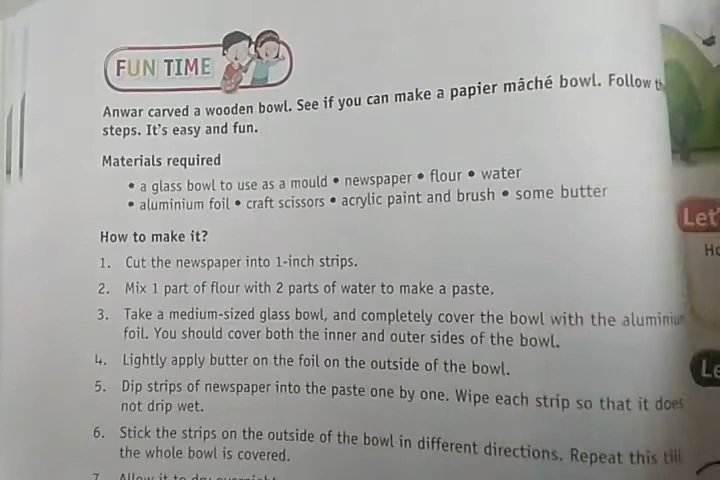 FUN TIME
Anwar carved a wooden bowl. See if you can make a papier mâché bowl. Follow
steps. It's easy and fun.
Materials required
• a glass bowl to use as a mould • newspaper • flour • water
• aluminium foil • craft scissors • acrylic paint and brush • some butter
How to make it?
1. Cut the newspaper into 1-inch strips.
2. Mix 1 part of flour with 2 parts of water to make a paste.
3. Take a medium-sized glass bowl, and completely cover the bowl with the aluminium
foil. You should cover both the inner and outer sides of the bowl.
4. Lightly apply butter on the foil on the outside of the bowl.
5. Dip strips of newspaper into the paste one by one. Wipe each strip so that it does
not drip wet.
6. Stick the strips on the outside of the bowl in different directions. Repeat this till
the whole bowl is covered.
7. Allow it to dry overnight
Let'